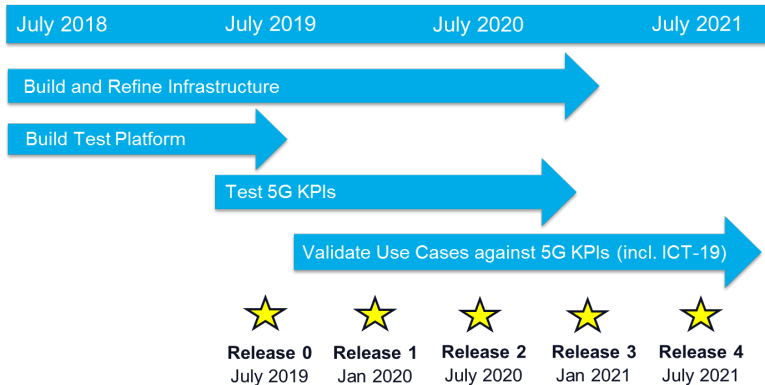 July 2018 July 2019 July 2020 July 2021
Build and Refine Infrastructure
Build Test Platform
Test 5G KPIs
Validate Use Cases against 5G KPIs (incl. ICT-19)
Release 0 Release 1 Release 2 Release 3 Release 4
July 2019 Jan 2020 July 2020 Jan 2021 July 2021